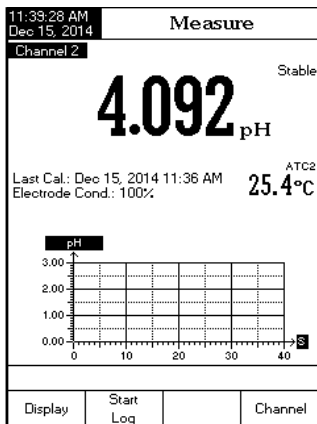 11:39:28 AM
Dec 15, 2014
Measure
Channel 2
Stable
4.092 pH
ATC2
Last Cal.: Dec 15, 2014 11:36 AM
25.4°C
Electrode Cond.: 100%
pH
3.00
2.00
1.00
0.00
0 10 20 30 40
S
Display
Start
Log
Channel